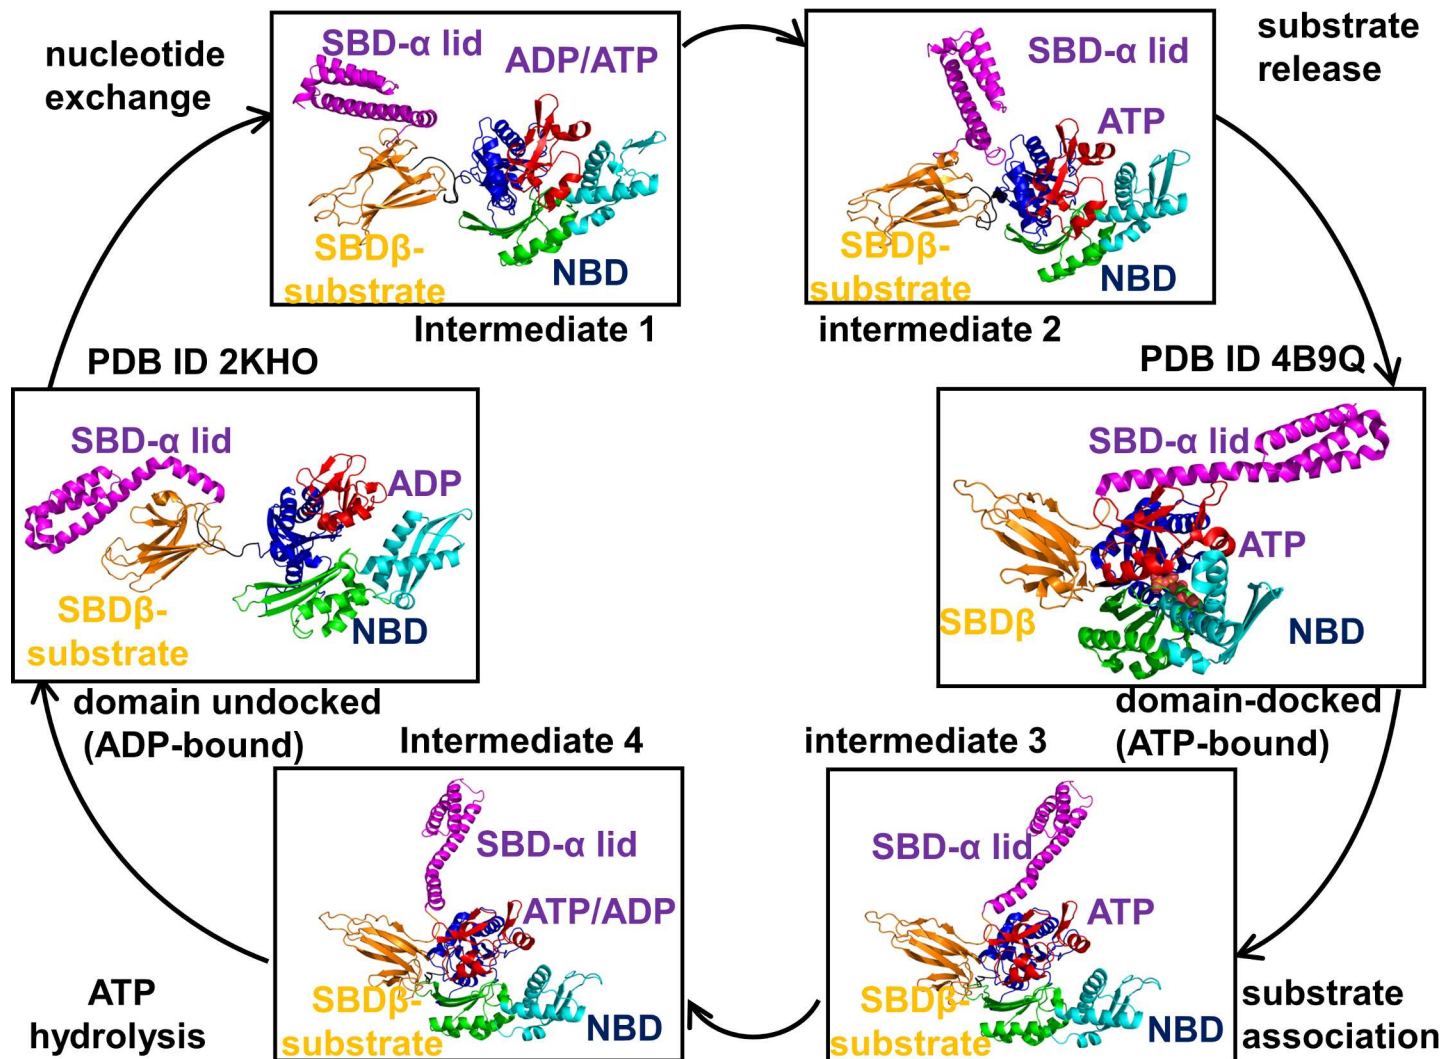 nucleotide
exchange
SBD-α lid
ADP/ATP
SBDβ-
substrate
NBD
Intermediate 1
SBD-α lid
ATP
SBDβ-
substrate
NBD
intermediate 2
substrate
release
PDB ID 2KHO
SBD-α lid
ADP
SBDβ-
substrate
NBD
domain undocked
(ADP-bound)
PDB ID 4B9Q
SBD-α lid
ATP
SBDβ
NBD
domain-docked
(ATP-bound)
Intermediate 4
SBD-α lid
ATP/ADP
SBDβ-
substrate
NBD
intermediate 3
SBD-α lid
ATP
SBDβ-
substrate
NBD
ATP
hydrolysis
substrate
association